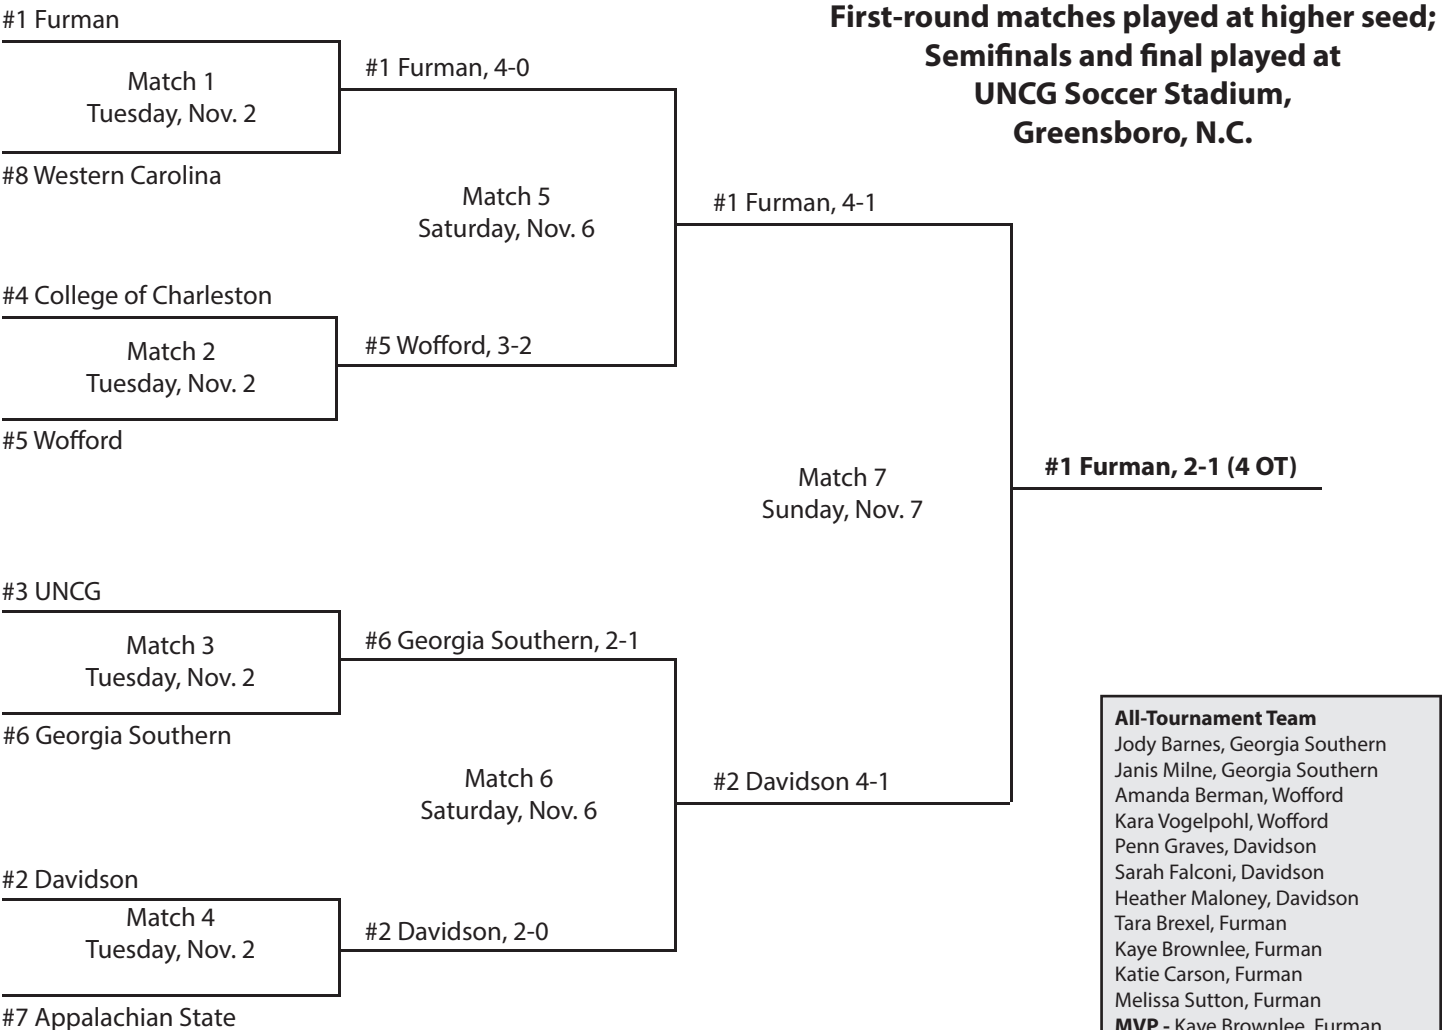 #1 Furman
First-round matches played at higher seed;
Semifinals and final played at
UNCG Soccer Stadium,
Greensboro, N.C.
Match 1
Tuesday, Nov. 2
#1 Furman, 4-0
#8 Western Carolina
Match 5
Saturday, Nov. 6
#1 Furman, 4-1
#4 College of Charleston
Match 2
Tuesday, Nov. 2
#5 Wofford, 3-2
#5 Wofford
Match 7
Sunday, Nov. 7
#1 Furman, 2-1 (4 OT)
#3 UNCG
Match 3
Tuesday, Nov. 2
#6 Georgia Southern, 2-1
#6 Georgia Southern
Match 6
Saturday, Nov. 6
#2 Davidson 4-1
#2 Davidson
Match 4
Tuesday, Nov. 2
#2 Davidson, 2-0
#7 Appalachian State
All-Tournament Team
Jody Barnes, Georgia Southern
Janis Milne, Georgia Southern
Amanda Berman, Wofford
Kara Vogelpohl, Wofford
Penn Graves, Davidson
Sarah Falconi, Davidson
Heather Maloney, Davidson
Tara Brexel, Furman
Kaye Brownlee, Furman
Katie Carson, Furman
Melissa Sutton, Furman
MVP - Kaye Brownlee, Furman